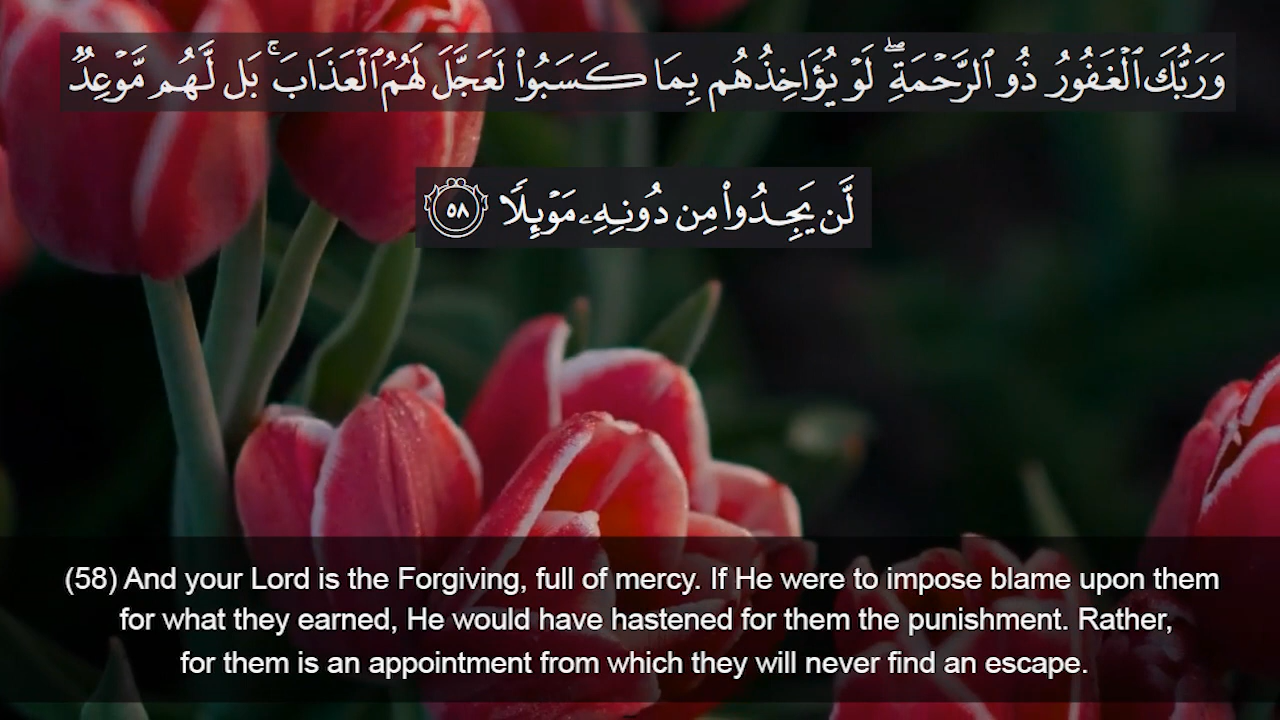 وَرَبُّكَ ٱلْغَفُورُ ذُو ٱلرَّحْمَةِ ۖ لَوْ يُؤَاخِذُهُم بِمَا كَسَبُوا۟ لَعَجَّلَ لَهُمُ ٱلْعَذَابَ ۚ بَل لَّهُم مَّوْعِدٌ
لَّن يَجِدُوا۟ مِن دُونِهِۦ مَوْئِلًا ٥٨
(58) And your Lord is the Forgiving, full of mercy. If He were to impose blame upon them
for what they earned, He would have hastened for them the punishment. Rather,
for them is an appointment from which they will never find an escape.